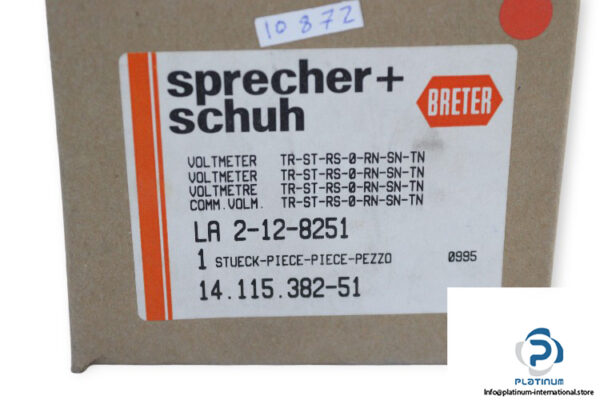 10872
sprecher+
schuh
BRETER
VOLTMETER TR-ST-RS-0-RN-SN-TN
VOLTMETER TR-ST-RS-0-RN-SN-TN
VOLTMETRE TR-ST-RS-0-RN-SN-TN
COMM.VOLM. TR-ST-RS-0-RN-SN-TN
LA 2-12-8251
1 STUECK-PIECE-PIECE-PEZZO 0995
14.115.382-51
PLATINUM
Info@platinum-international.store